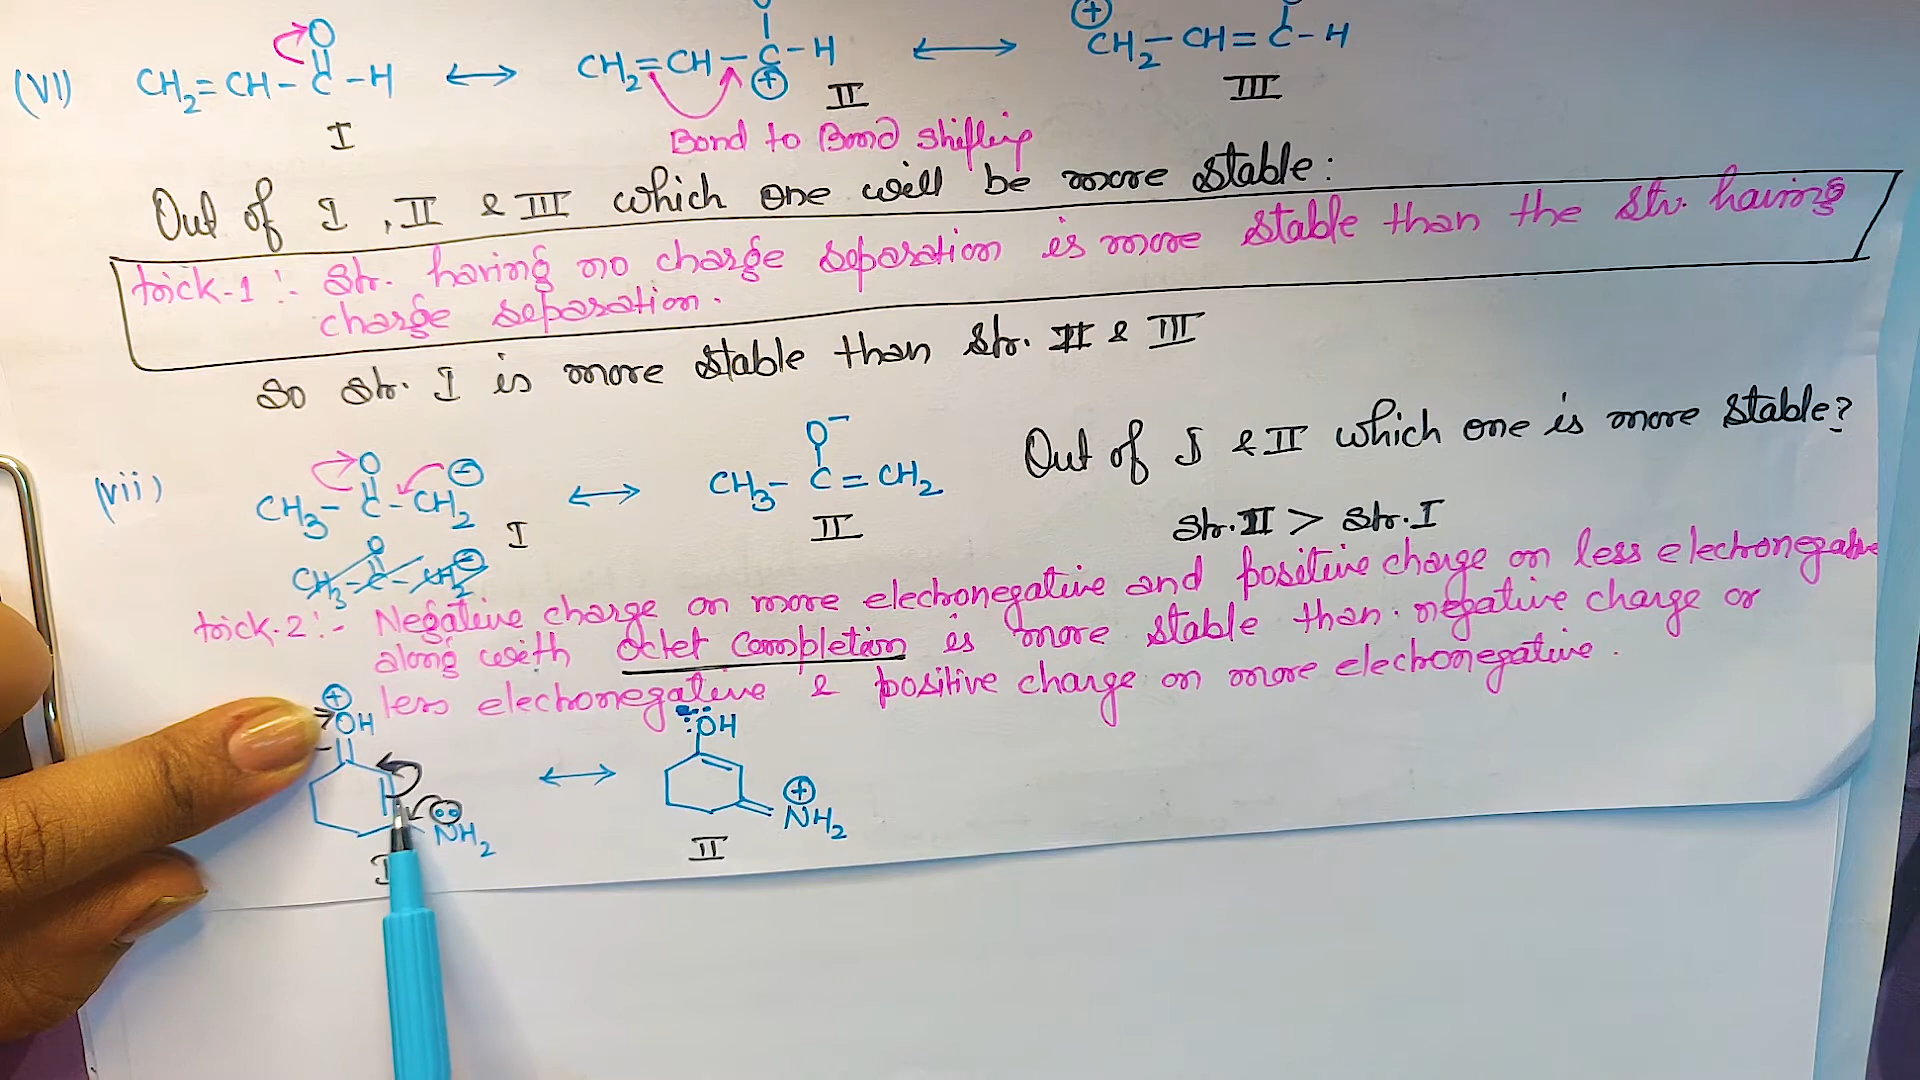 (VI) CH2=CH-C-H ↔ CH2=CH-C-H ↔ CH2-CH=C-H
O
⊕
⊕
I
II
III
Bond to Bond shifting
Out of I, II & III which one will be more stable:
trick-1 :- str. having no charge separation is more stable than the str. having
charge separation.
So str. I is more stable than str. II & III
(vii) CH3-C-CH2 ↔ CH3-C=CH2
O
⊖
O-
I
II
Out of I & II which one is more stable?
str.II > str.I
trick-2 :- Negative charge on more elechronegative and positive charge on less elechronegative
along with octet completion is more stable than negative charge or
less elechronegative & positive charge on more elechronegative.
⊕
OH
NH2
I
:OH
⊕
NH2
II